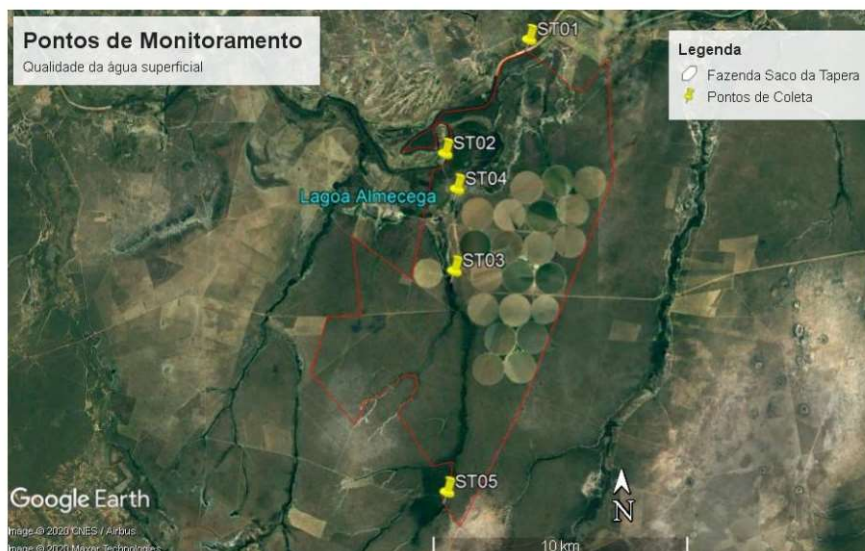 Pontos de Monitoramento
Qualidade da água superficial
ST01
Legenda
Fazenda Saco da Tapera
Pontos de Coleta
ST02
ST04
Lagoa Almecega
ST03
ST05
Google Earth
N
Image © 2020 CNES / Airbus
Image © 2020 Maxar Technologies
10 km